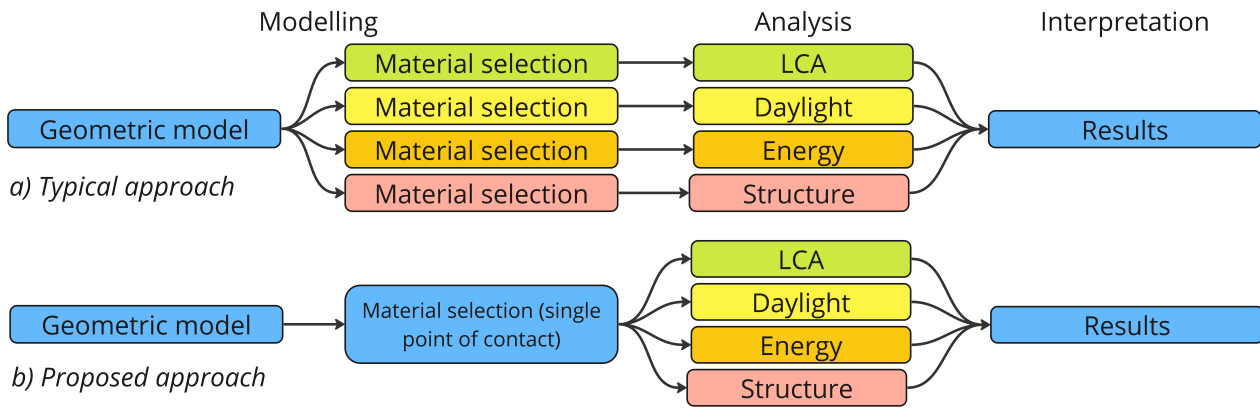 Modelling
Analysis
Interpretation
Material selection
LCA
Material selection
Daylight
Geometric model
Results
Material selection
Energy
a) Typical approach
Material selection
Structure
LCA
Daylight
Geometric model
Material selection (single
point of contact)
Results
Energy
b) Proposed approach
Structure